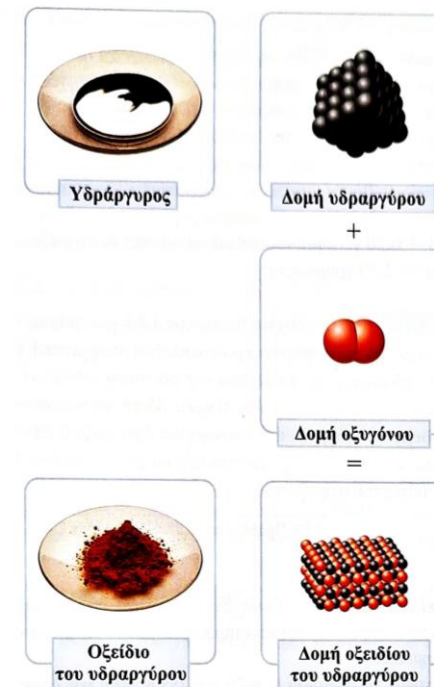 Υδράργυρος
Δομή υδραργύρου
+
Δομή οξυγόνου
=
Οξείδιο
του υδραργύρου
Δομή οξειδίου
του υδραργύρου